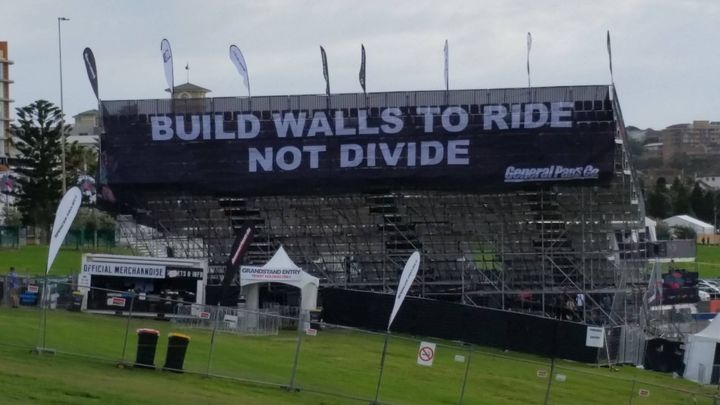 BUILD WALLS TO RIDE
NOT DIVIDE
General Pants Co
OFFICIAL MERCHANDISE
GRANDSTAND ENTRY